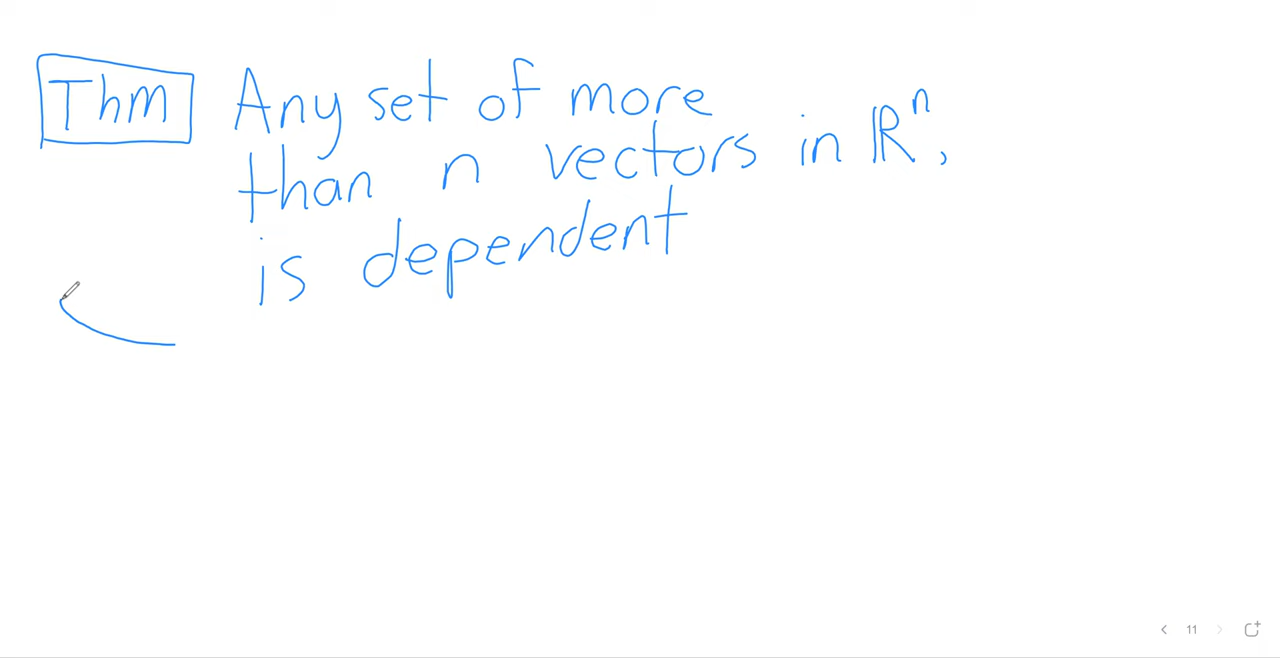 Thm Any set of more
than n vectors in ℝⁿ,
is dependent
11